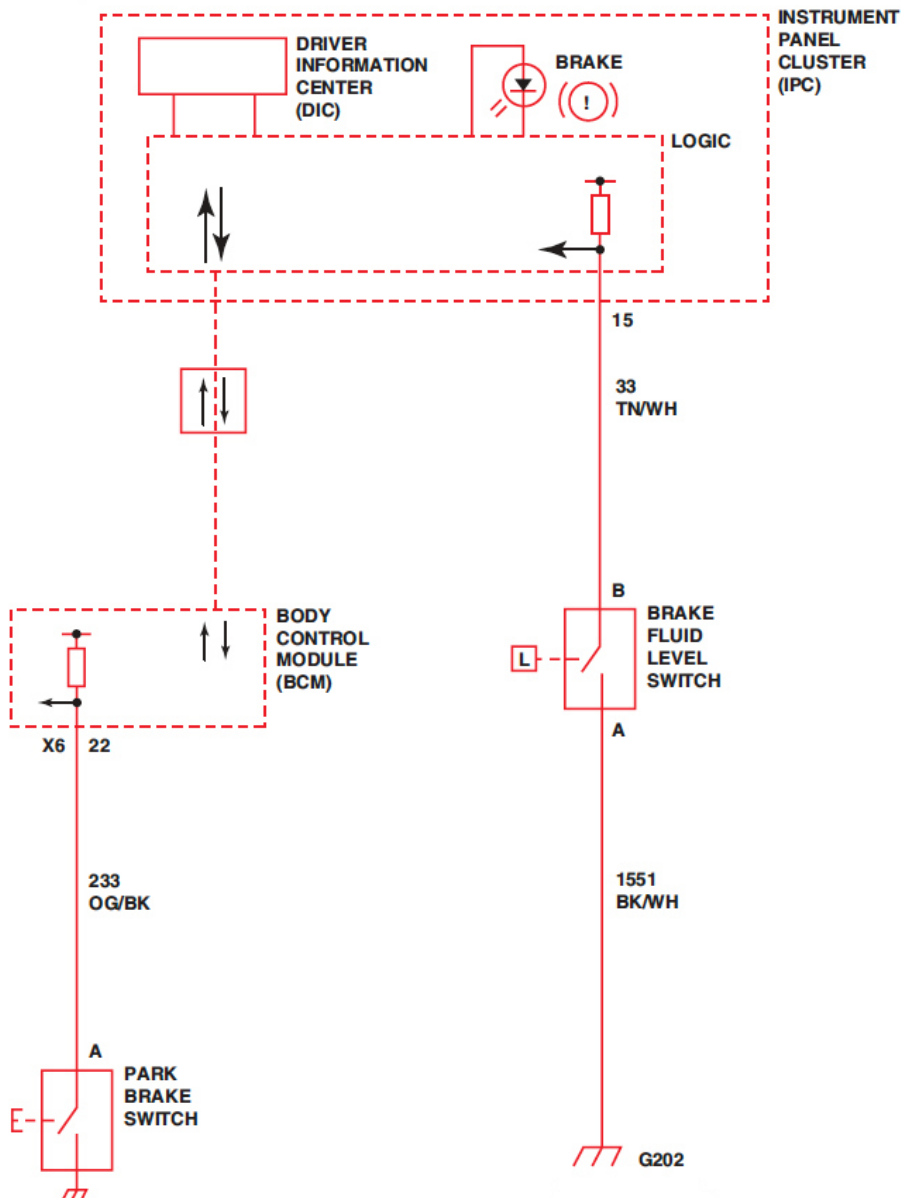 INSTRUMENT
PANEL
CLUSTER
(IPC)
DRIVER
INFORMATION
CENTER
(DIC)
BRAKE
!
LOGIC
15
33
TN/WH
B
BRAKE
FLUID
LEVEL
SWITCH
L
A
BODY
CONTROL
MODULE
(BCM)
X6 22
233
OG/BK
1551
BK/WH
A
PARK
BRAKE
SWITCH
G202